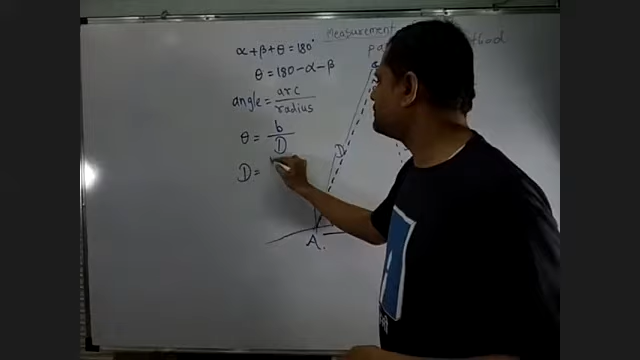 Measurement
α + β + θ = 180°
θ = 180 - α - β
angle = arc / radius
θ = b / D
D =
D
A.